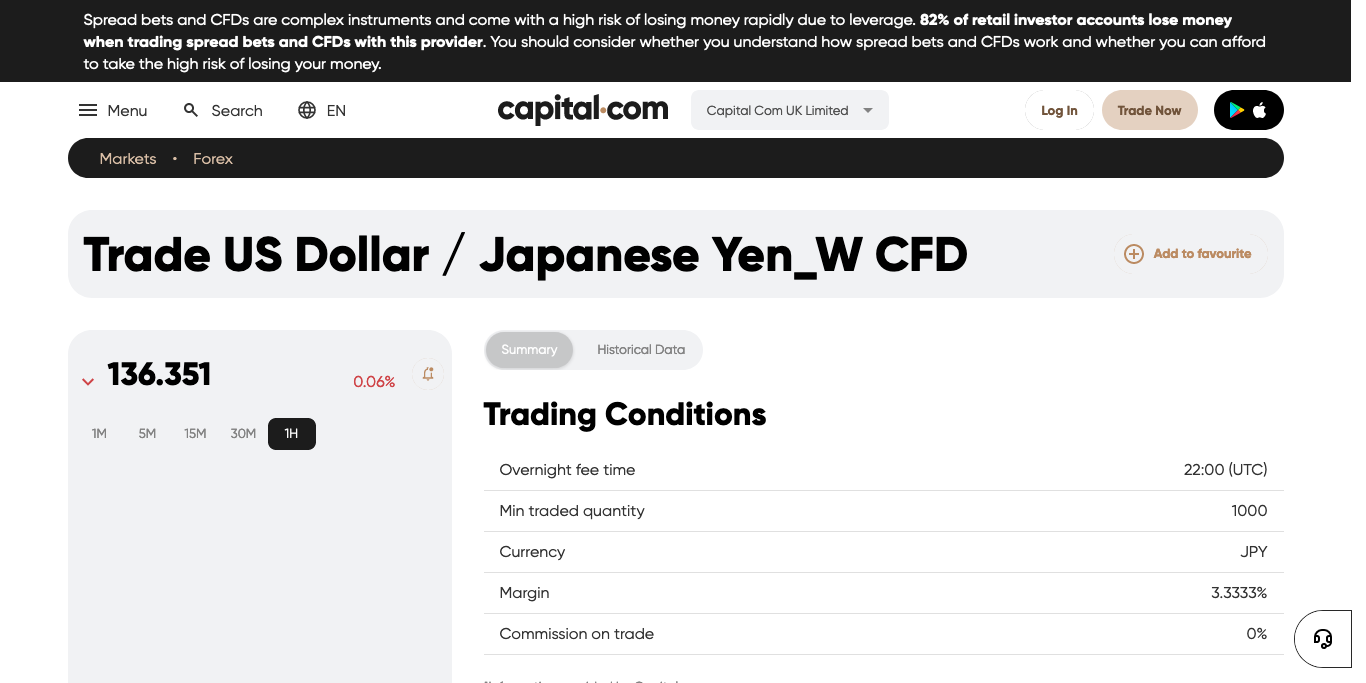 Spread bets and CFDs are complex instruments and come with a high risk of losing money rapidly due to leverage. 82% of retail investor accounts lose money
when trading spread bets and CFDs with this provider. You should consider whether you understand how spread bets and CFDs work and whether you can afford
to take the high risk of losing your money.
Menu Search EN capital.com Capital Com UK Limited Log In Trade Now
Markets • Forex
Trade US Dollar / Japanese Yen_W CFD Add to favourite
136.351 0.06%
1M 5M 15M 30M 1H
Summary Historical Data
Trading Conditions
Overnight fee time 22:00 (UTC)
Min traded quantity 1000
Currency JPY
Margin 3.3333%
Commission on trade 0%